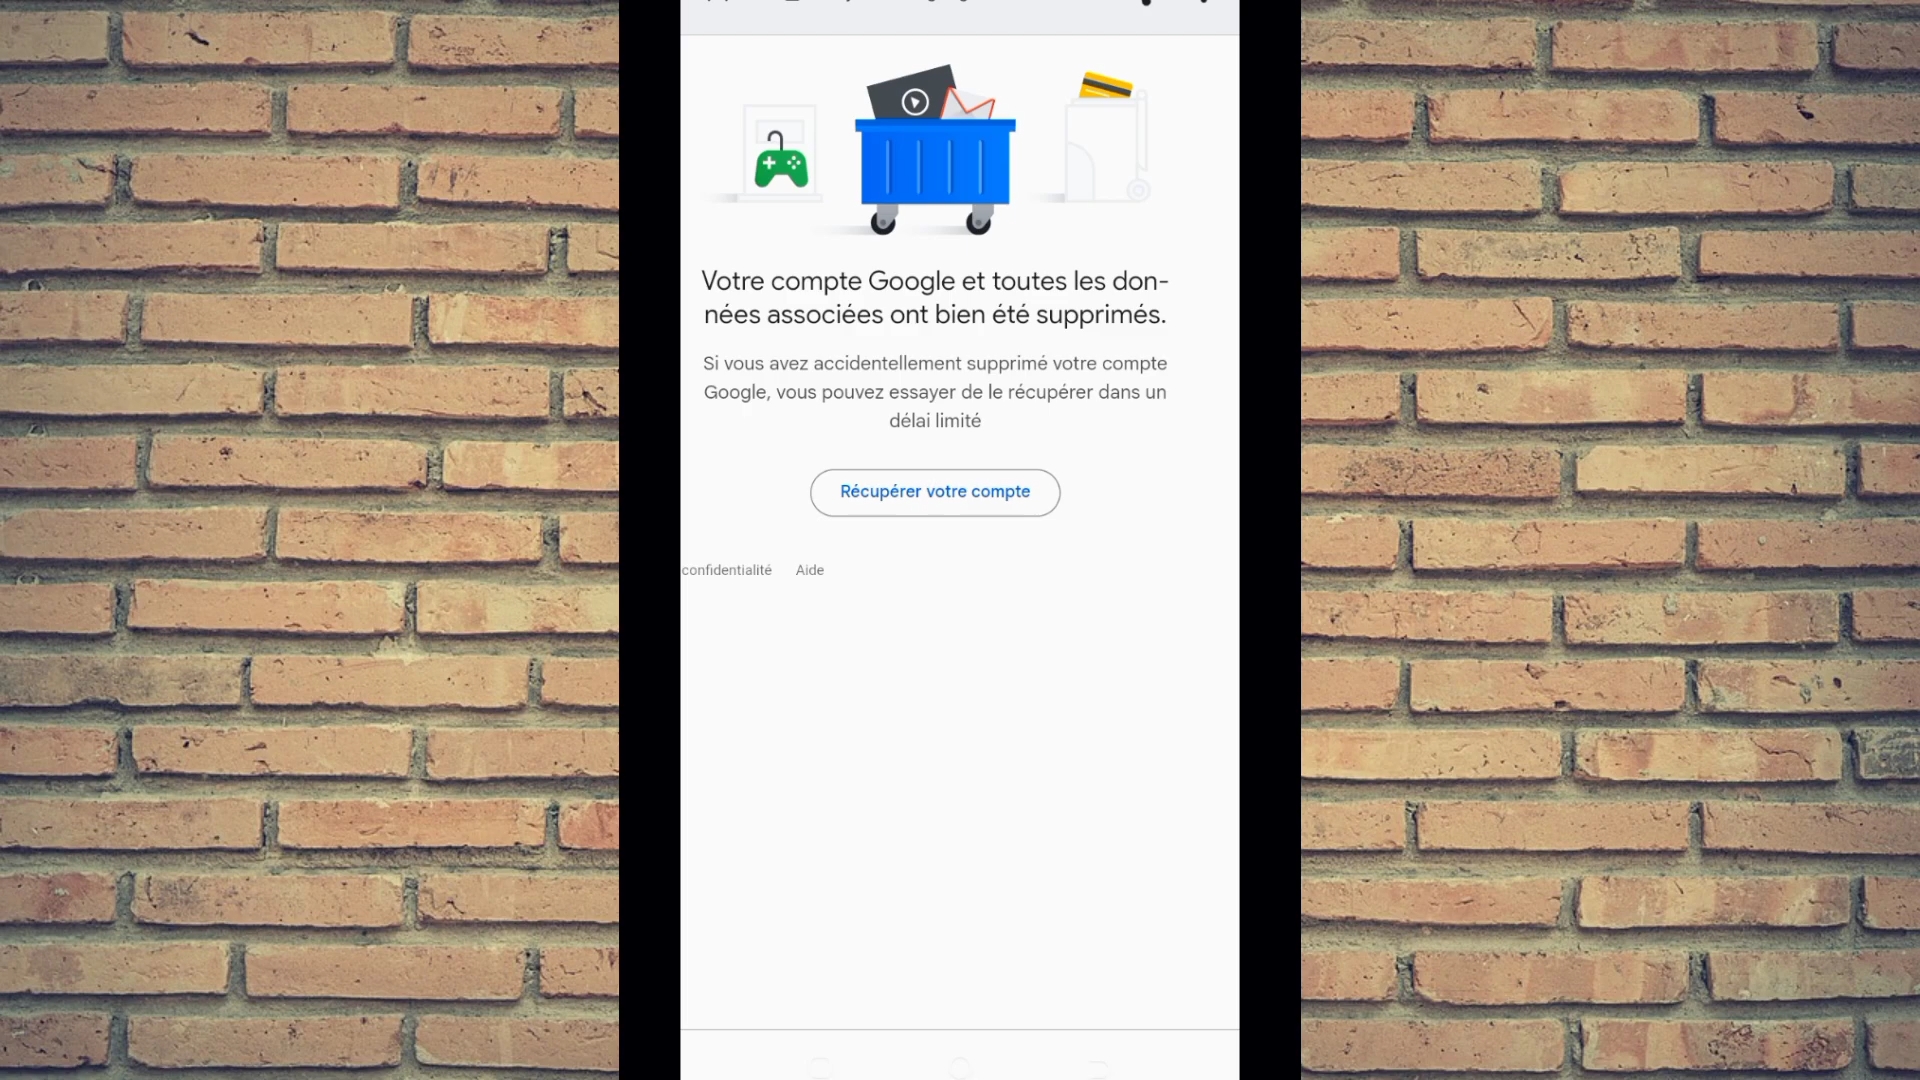 Votre compte Google et toutes les don-
nées associées ont bien été supprimés.
Si vous avez accidentellement supprimé votre compte
Google, vous pouvez essayer de le récupérer dans un
délai limité
Récupérer votre compte
confidentialité Aide